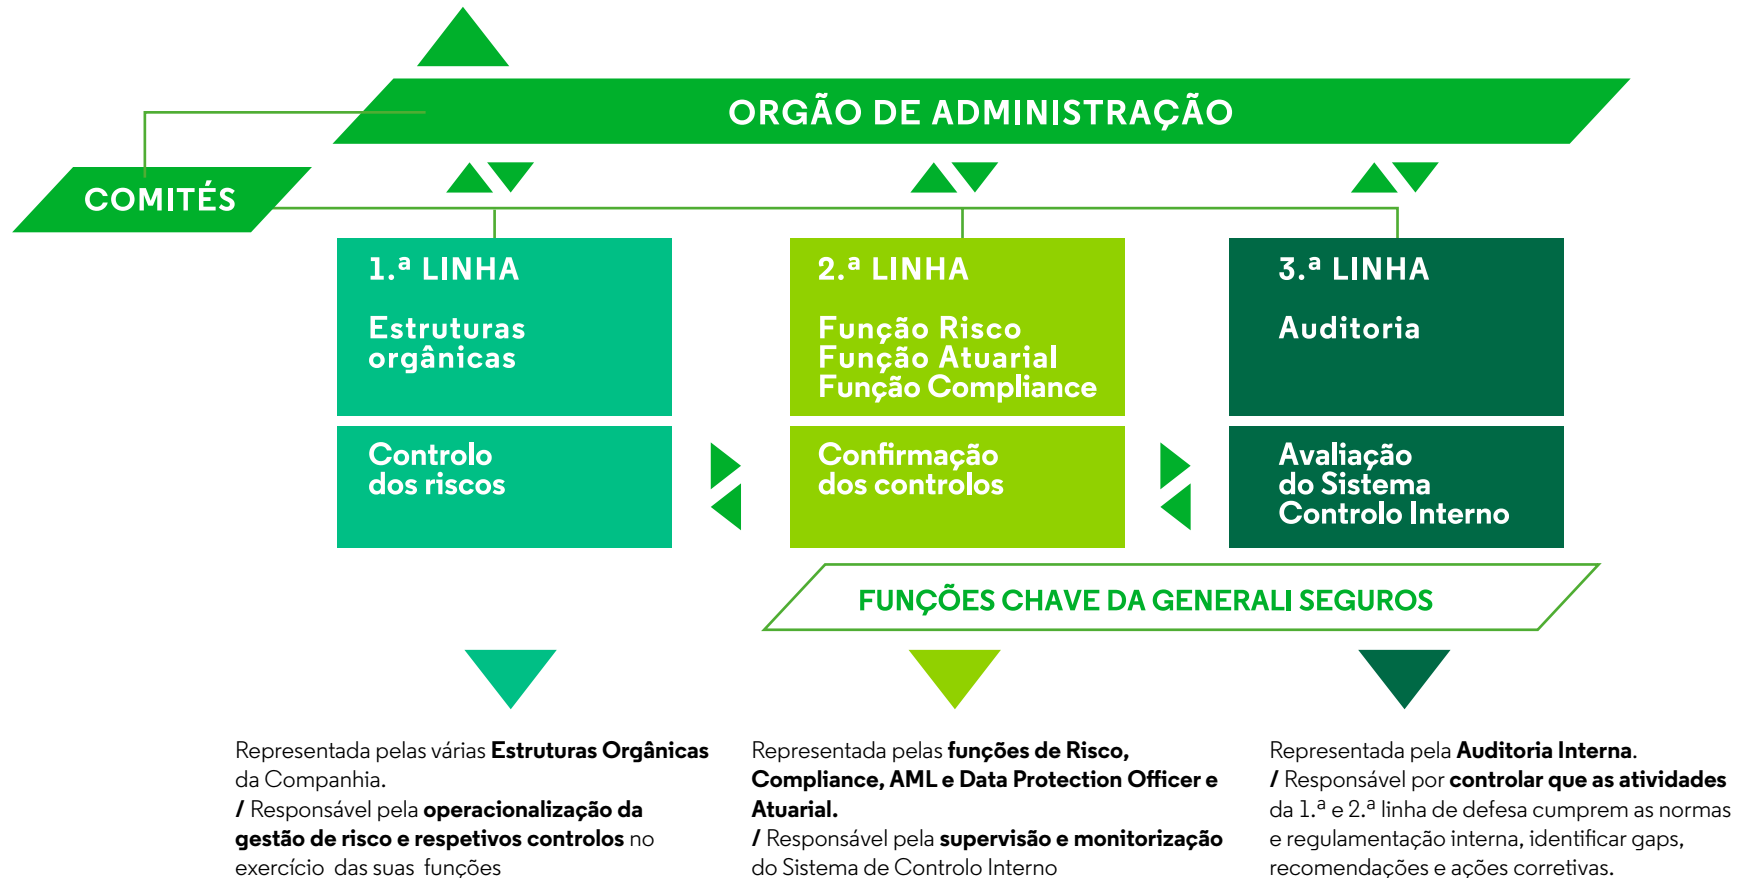 ORGÃO DE ADMINISTRAÇÃO
COMITÉS
1.ª LINHA
Estruturas
orgânicas
Controlo
dos riscos
2.ª LINHA
Função Risco
Função Atuarial
Função Compliance
Confirmação
dos controlos
3.ª LINHA
Auditoria
Avaliação
do Sistema
Controlo Interno
FUNÇÕES CHAVE DA GENERALI SEGUROS
Representada pelas várias Estruturas Orgânicas
da Companhia.
/ Responsável pela operacionalização da
gestão de risco e respetivos controlos no
exercício das suas funções
Representada pelas funções de Risco,
Compliance, AML e Data Protection Officer e
Atuarial.
/ Responsável pela supervisão e monitorização
do Sistema de Controlo Interno
Representada pela Auditoria Interna.
/ Responsável por controlar que as atividades
da 1.ª e 2.ª linha de defesa cumprem as normas
e regulamentação interna, identificar gaps,
recomendações e ações corretivas.